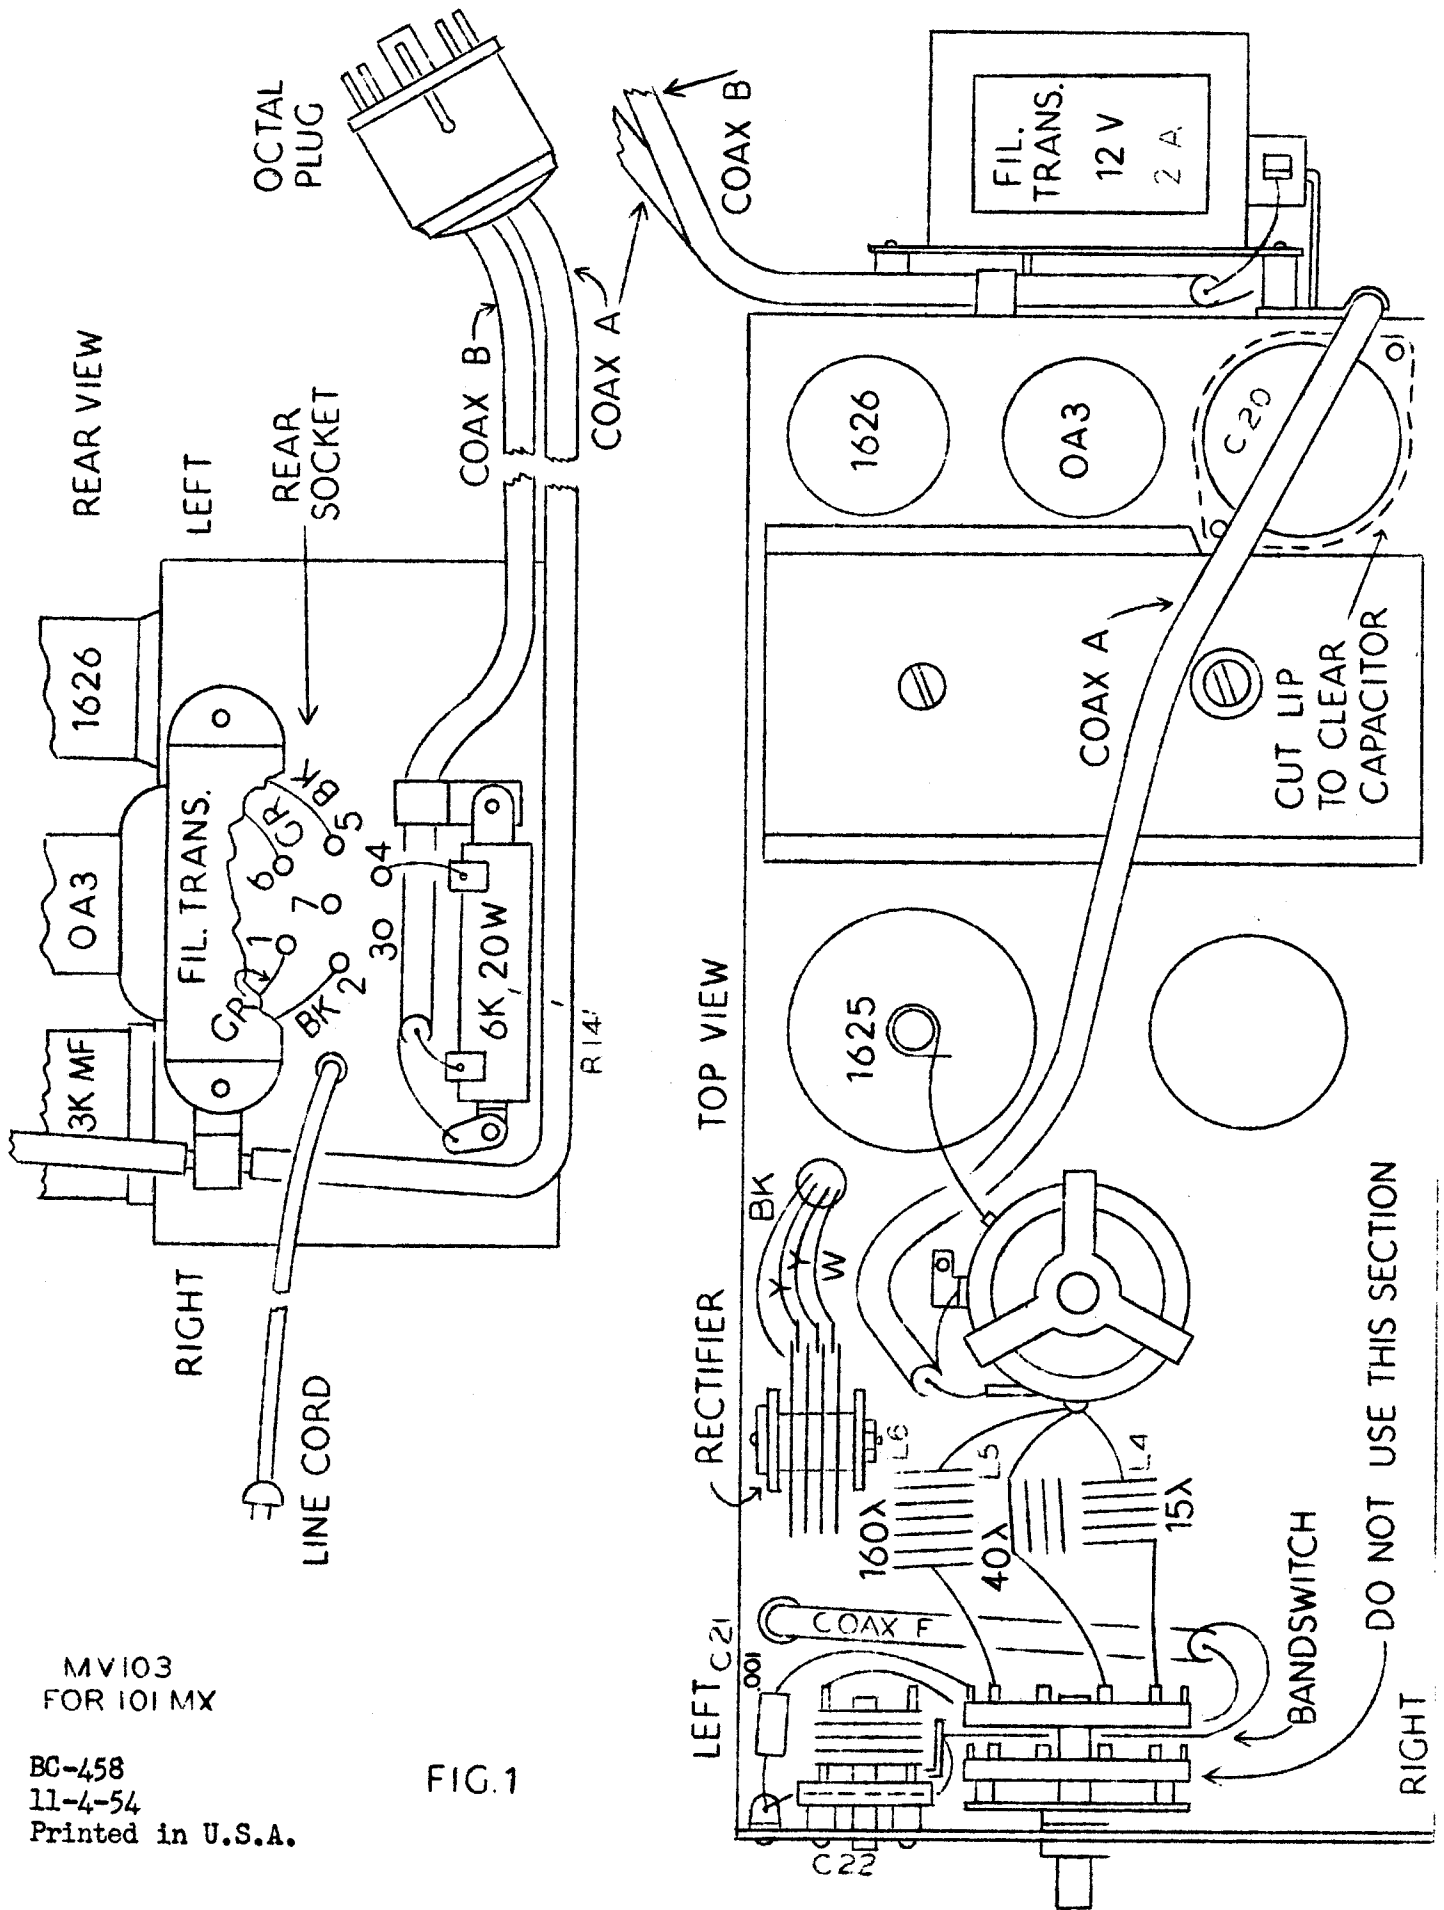 REAR VIEW
RIGHT
LEFT
3K MF
OA3
1626
FIL. TRANS.
GR
BK
GR
BK
1
2
3
4
5
6
7
REAR
SOCKET
LINE CORD
6K 20W
R14
COAX B
COAX A
OCTAL
PLUG
TOP VIEW
LEFT
C21
.001
RECTIFIER
BK
Y
Y
W
COAX F
160λ
L6
40λ
L5
15λ
L4
1625
1626
OA3
C20
COAX A
COAX B
FIL.
TRANS.
12 V
2 A
CUT LIP
TO CLEAR
CAPACITOR
C22
BANDSWITCH
DO NOT USE THIS SECTION
RIGHT
MV103
FOR 101 MX
BC-458
11-4-54
Printed in U.S.A.
FIG. 1